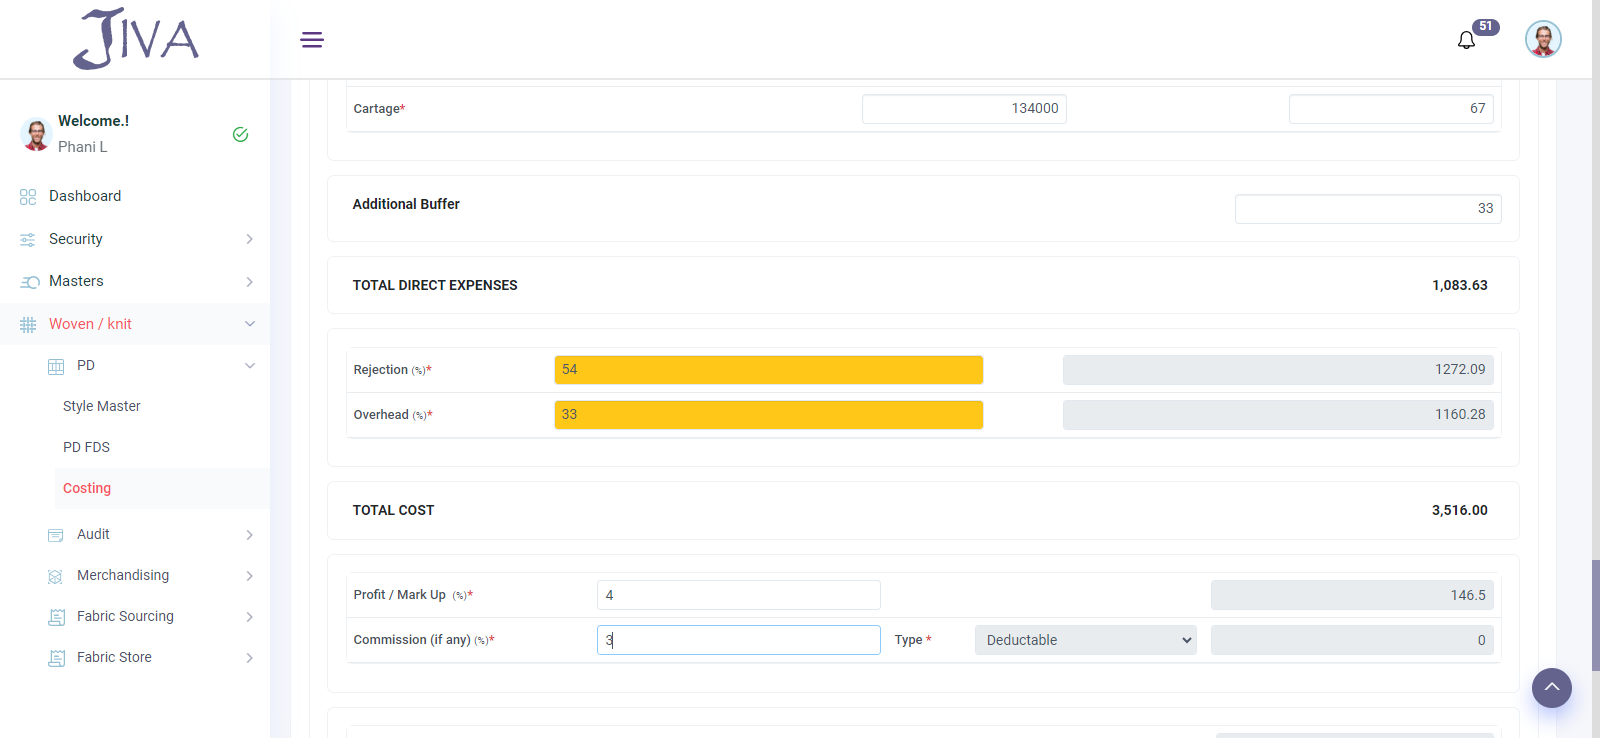 JIVA
51
Welcome.!
Phani L
Dashboard
Security
Masters
Woven / knit
PD
Style Master
PD FDS
Costing
Audit
Merchandising
Fabric Sourcing
Fabric Store
Cartage* 134000 67
Additional Buffer 33
TOTAL DIRECT EXPENSES 1,083.63
Rejection (%)* 54 1272.09
Overhead (%)* 33 1160.28
TOTAL COST 3,516.00
Profit / Mark Up (%)* 4 146.5
Commission (if any) (%)* 3 Type * Deductable 0